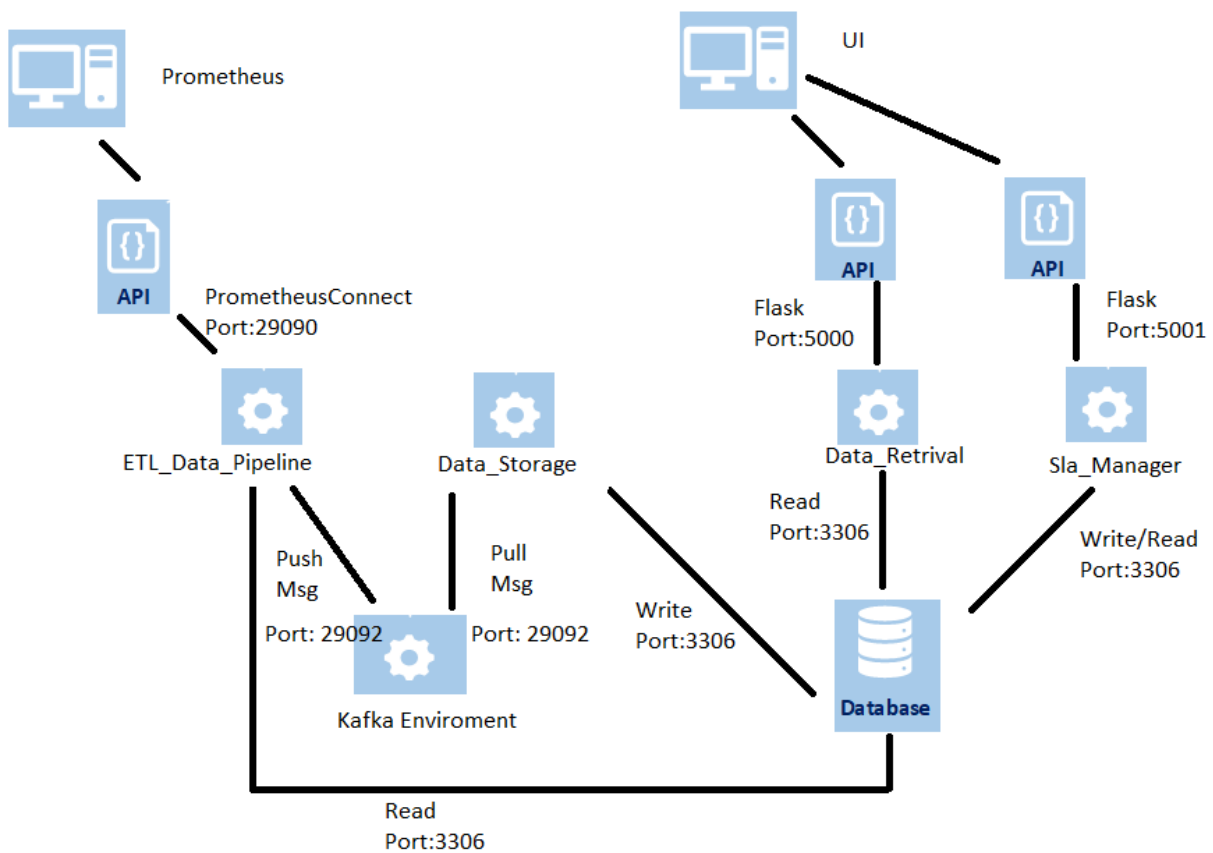 UI
Prometheus
API
PrometheusConnect
Port:29090
API
API
Flask
Port:5000
Flask
Port:5001
ETL_Data_Pipeline
Data_Storage
Data_Retrival
Sla_Manager
Push
Msg
Port: 29092
Pull
Msg
Port: 29092
Write
Port:3306
Read
Port:3306
Write/Read
Port:3306
Kafka Enviroment
Database
Read
Port:3306